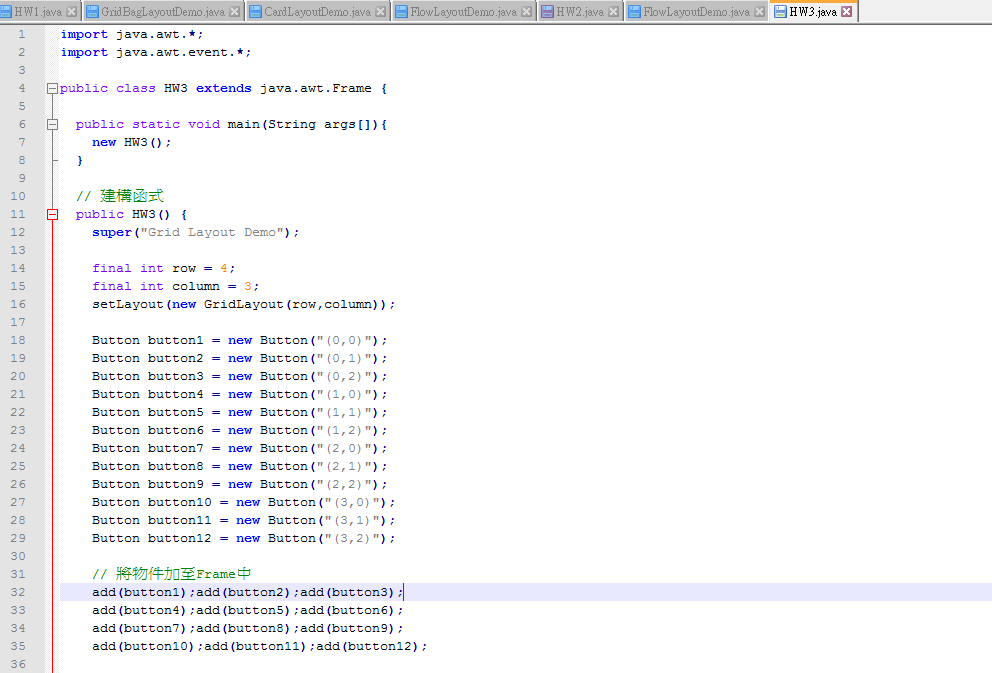 HW1.java GridBagLayoutDemo.java CardLayoutDemo.java FlowLayoutDemo.java HW2.java FlowLayoutDemo.java HW3.java
1 import java.awt.*;
2 import java.awt.event.*;
3
4 public class HW3 extends java.awt.Frame {
5
6 public static void main(String args[]){
7 new HW3();
8 }
9
10 // 建構函式
11 public HW3() {
12 super("Grid Layout Demo");
13
14 final int row = 4;
15 final int column = 3;
16 setLayout(new GridLayout(row,column));
17
18 Button button1 = new Button("(0,0)");
19 Button button2 = new Button("(0,1)");
20 Button button3 = new Button("(0,2)");
21 Button button4 = new Button("(1,0)");
22 Button button5 = new Button("(1,1)");
23 Button button6 = new Button("(1,2)");
24 Button button7 = new Button("(2,0)");
25 Button button8 = new Button("(2,1)");
26 Button button9 = new Button("(2,2)");
27 Button button10 = new Button("(3,0)");
28 Button button11 = new Button("(3,1)");
29 Button button12 = new Button("(3,2)");
30
31 // 將物件加至Frame中
32 add(button1);add(button2);add(button3);
33 add(button4);add(button5);add(button6);
34 add(button7);add(button8);add(button9);
35 add(button10);add(button11);add(button12);
36